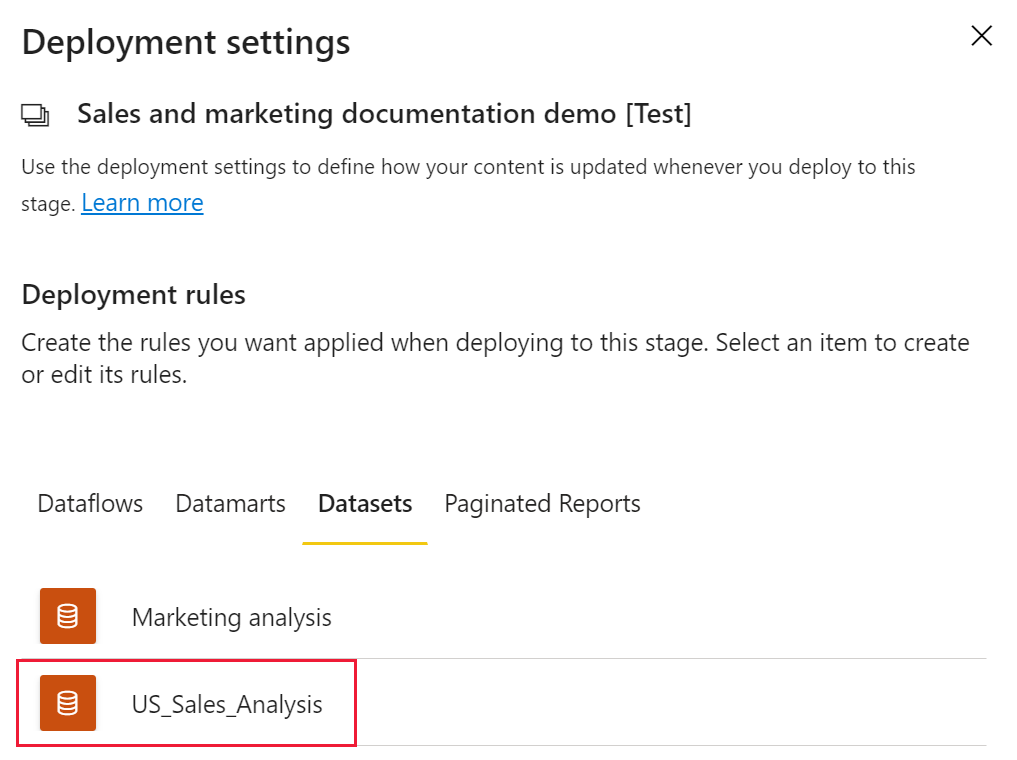 Deployment settings
Sales and marketing documentation demo [Test]
Use the deployment settings to define how your content is updated whenever you deploy to this
stage. Learn more
Deployment rules
Create the rules you want applied when deploying to this stage. Select an item to create
or edit its rules.
Dataflows Datamarts Datasets Paginated Reports
Marketing analysis
US_Sales_Analysis